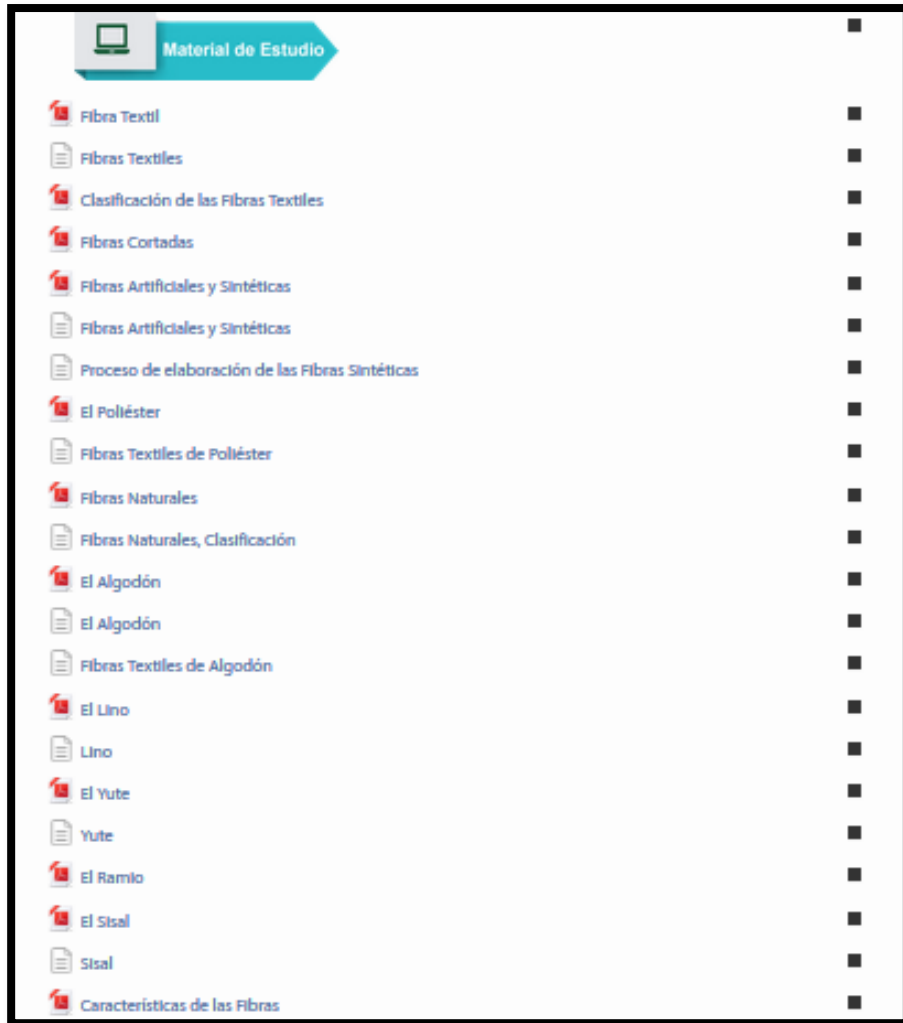 Material de Estudio
Fibra Textil
Fibras Textiles
Clasificación de las Fibras Textiles
Fibras Cortadas
Fibras Artificiales y Sintéticas
Fibras Artificiales y Sintéticas
Proceso de elaboración de las Fibras Sintéticas
El Poliéster
Fibras Textiles de Poliéster
Fibras Naturales
Fibras Naturales, Clasificación
El Algodón
El Algodón
Fibras Textiles de Algodón
El Lino
Lino
El Yute
Yute
El Ramio
El Sisal
Sisal
Características de las Fibras